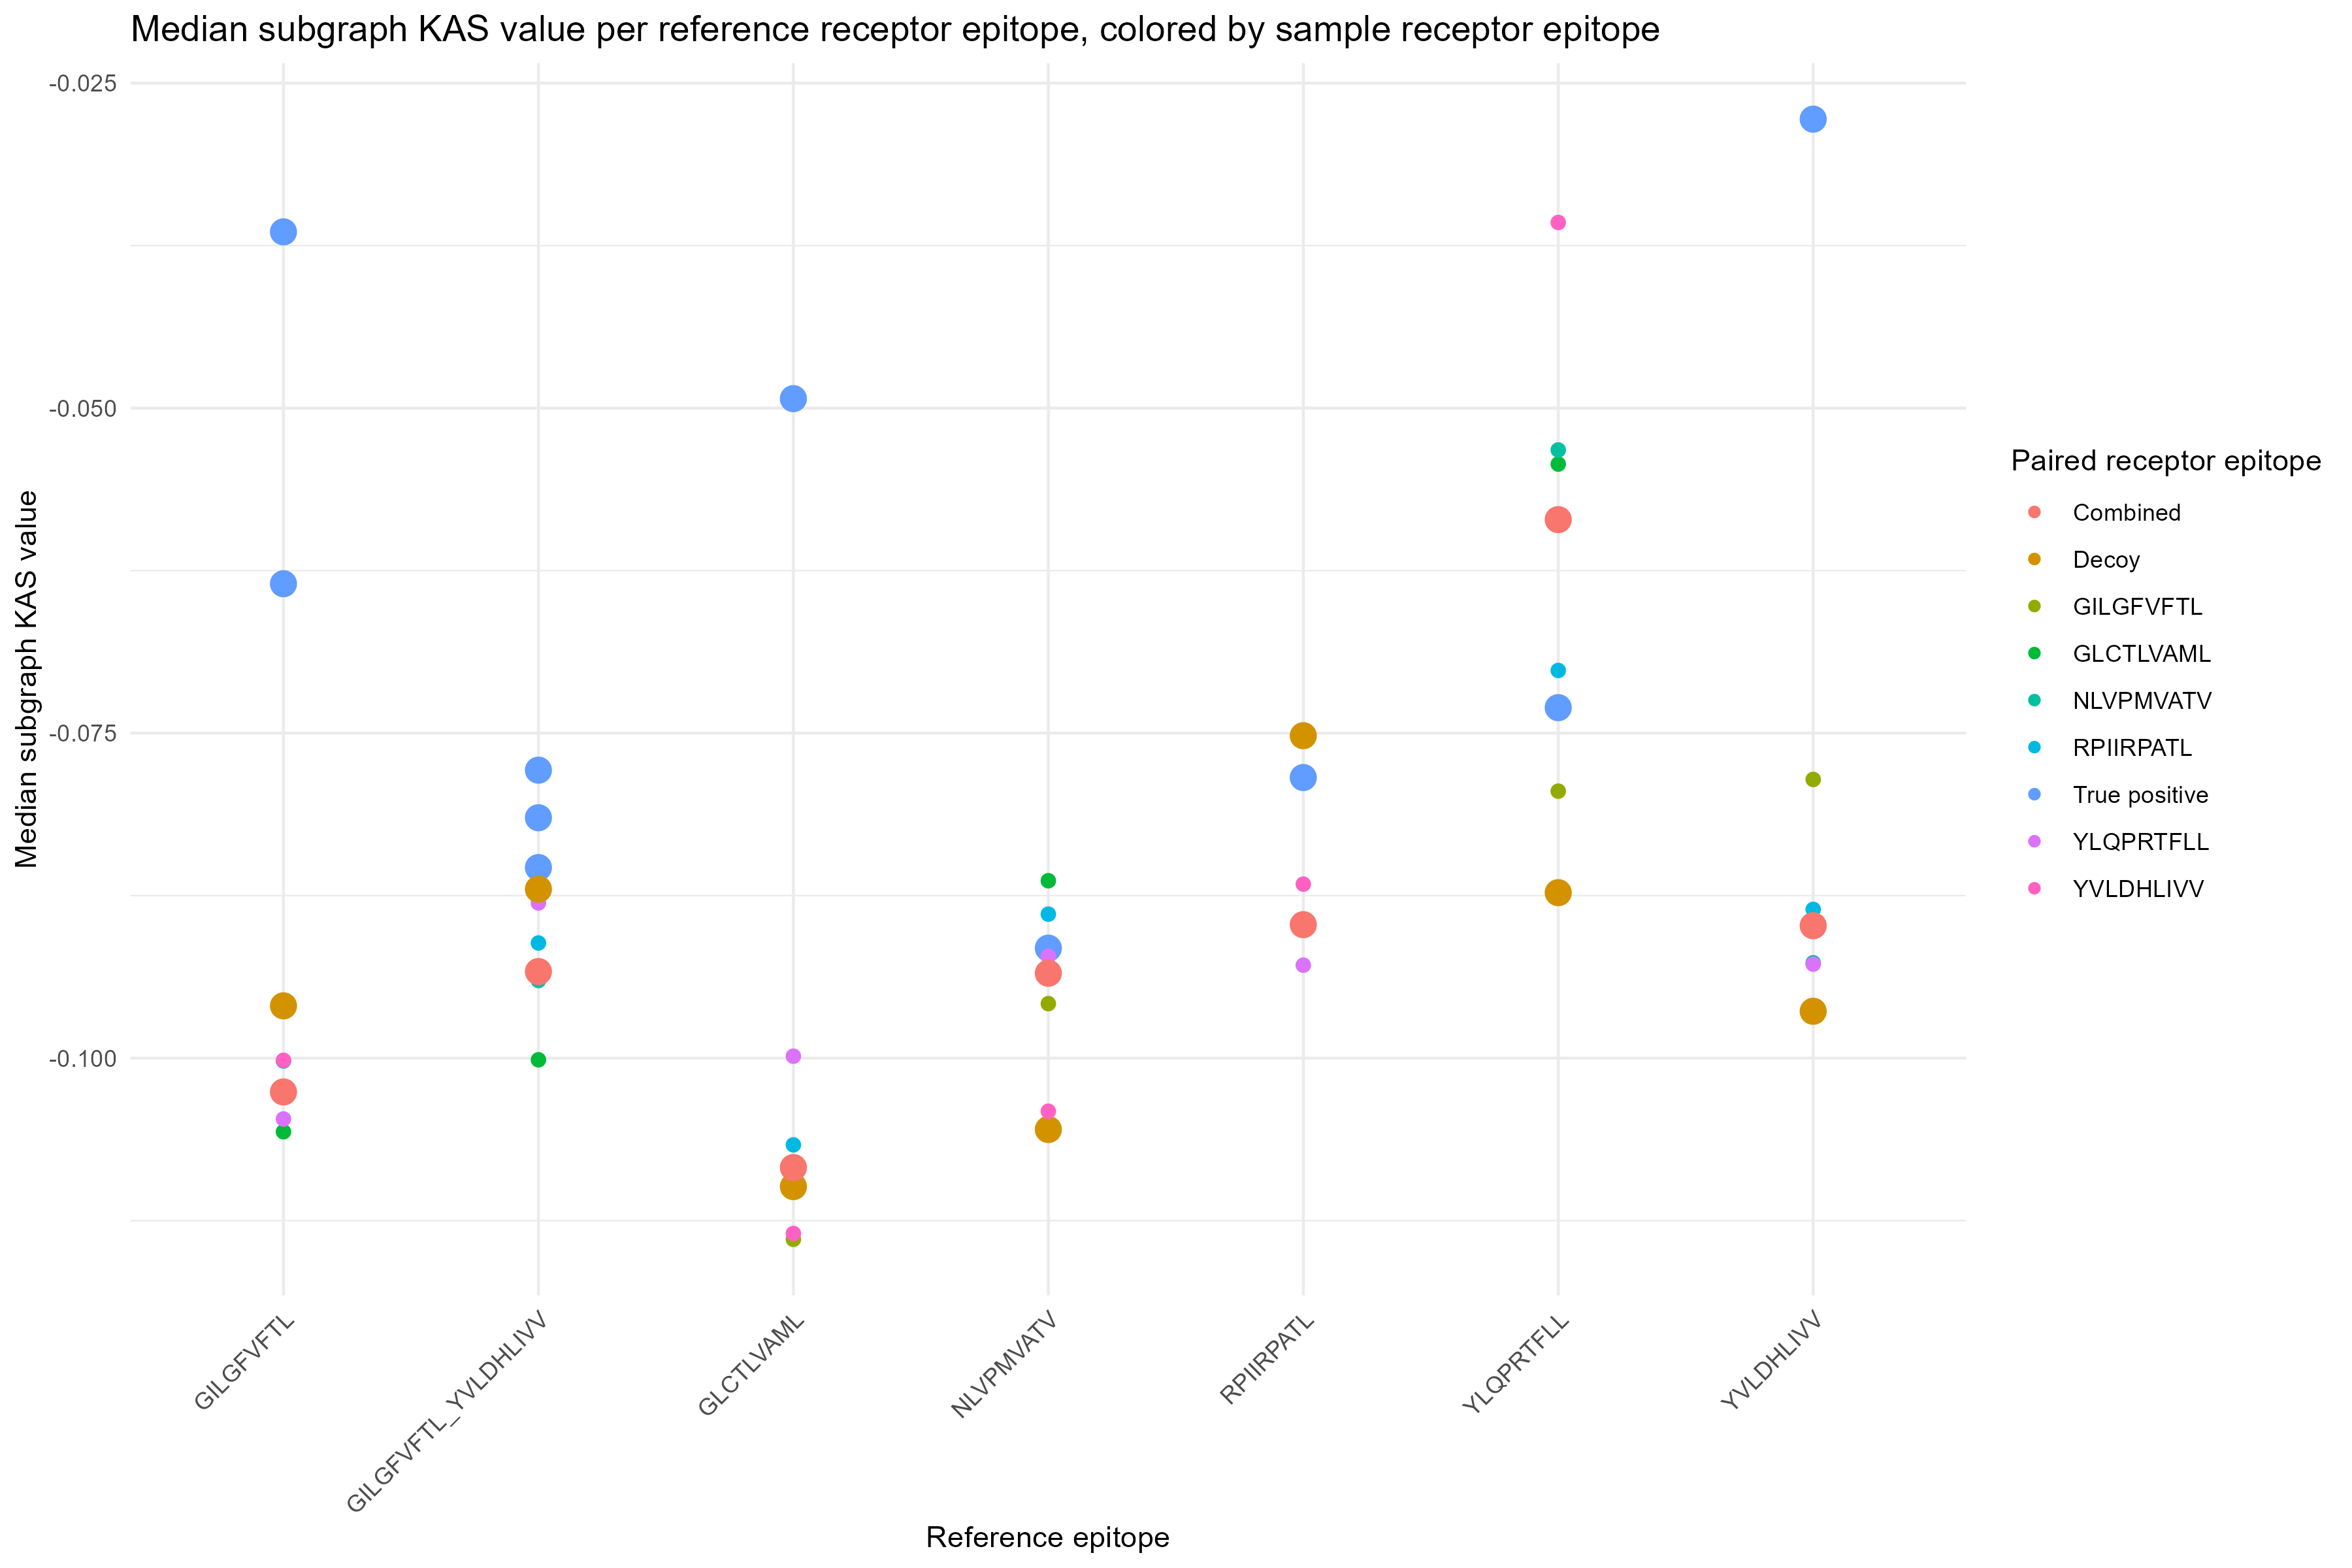 Median subgraph KAS value per reference receptor epitope, colored by sample receptor epitope
-0.025
-0.050
-0.075
-0.100
Median subgraph KAS value
GILGFVFTL
GILGFVFTL_YVLDHLIVV
GLCTLVAML
NLVPMVATV
RPIIRPATL
YLQPRTFLL
YVLDHLIVV
Reference epitope
Paired receptor epitope
Combined
Decoy
GILGFVFTL
GLCTLVAML
NLVPMVATV
RPIIRPATL
True positive
YLQPRTFLL
YVLDHLIVV